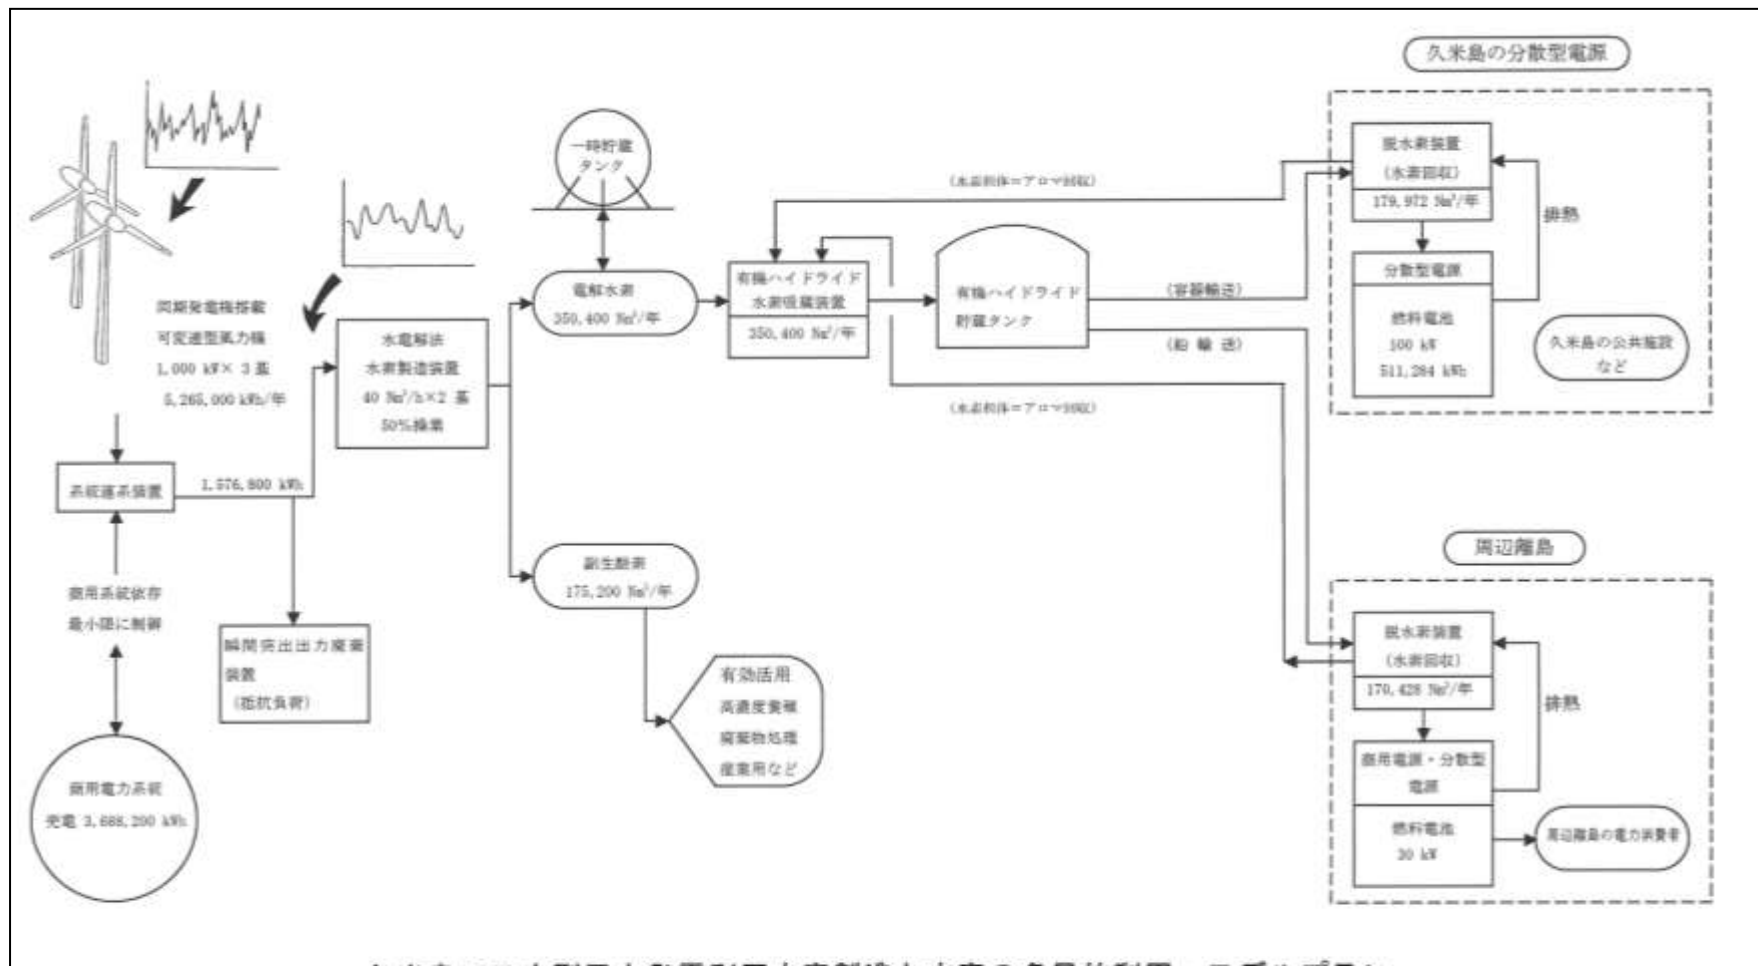 久米島の分散型電源
一時貯蔵
タンク
脱水素装置
(水素回収)
179,972 Nm³/年
排熱
分散型電源
燃料電池
100 kW
511,284 kWh
久米島の公共施設
など
(水素担体=アロマ回収)
同期発電機搭載
可変速型風力機
1,000 kW× 3 基
5,265,000 kWh/年
水電解法
水素製造装置
40 Nm³/h×2 基
50%操業
電解水素
350,400 Nm³/年
有機ハイドライド
水素吸蔵装置
350,400 Nm³/年
有機ハイドライド
貯蔵タンク
(容器輸送)
(船 輸 送)
(水素担体=アロマ回収)
系統連系装置
1,576,800 kWh
商用系統依存
最小限に制御
瞬間突出出力廃棄
装置
(抵抗負荷)
副生酸素
175,200 Nm³/年
有効活用
高濃度養殖
廃棄物処理
産業用など
商用電力系統
売電 3,688,200 kWh
周辺離島
脱水素装置
(水素回収)
170,428 Nm³/年
排熱
商用電源・分散型
電源
燃料電池
30 kW
周辺離島の電力消費者